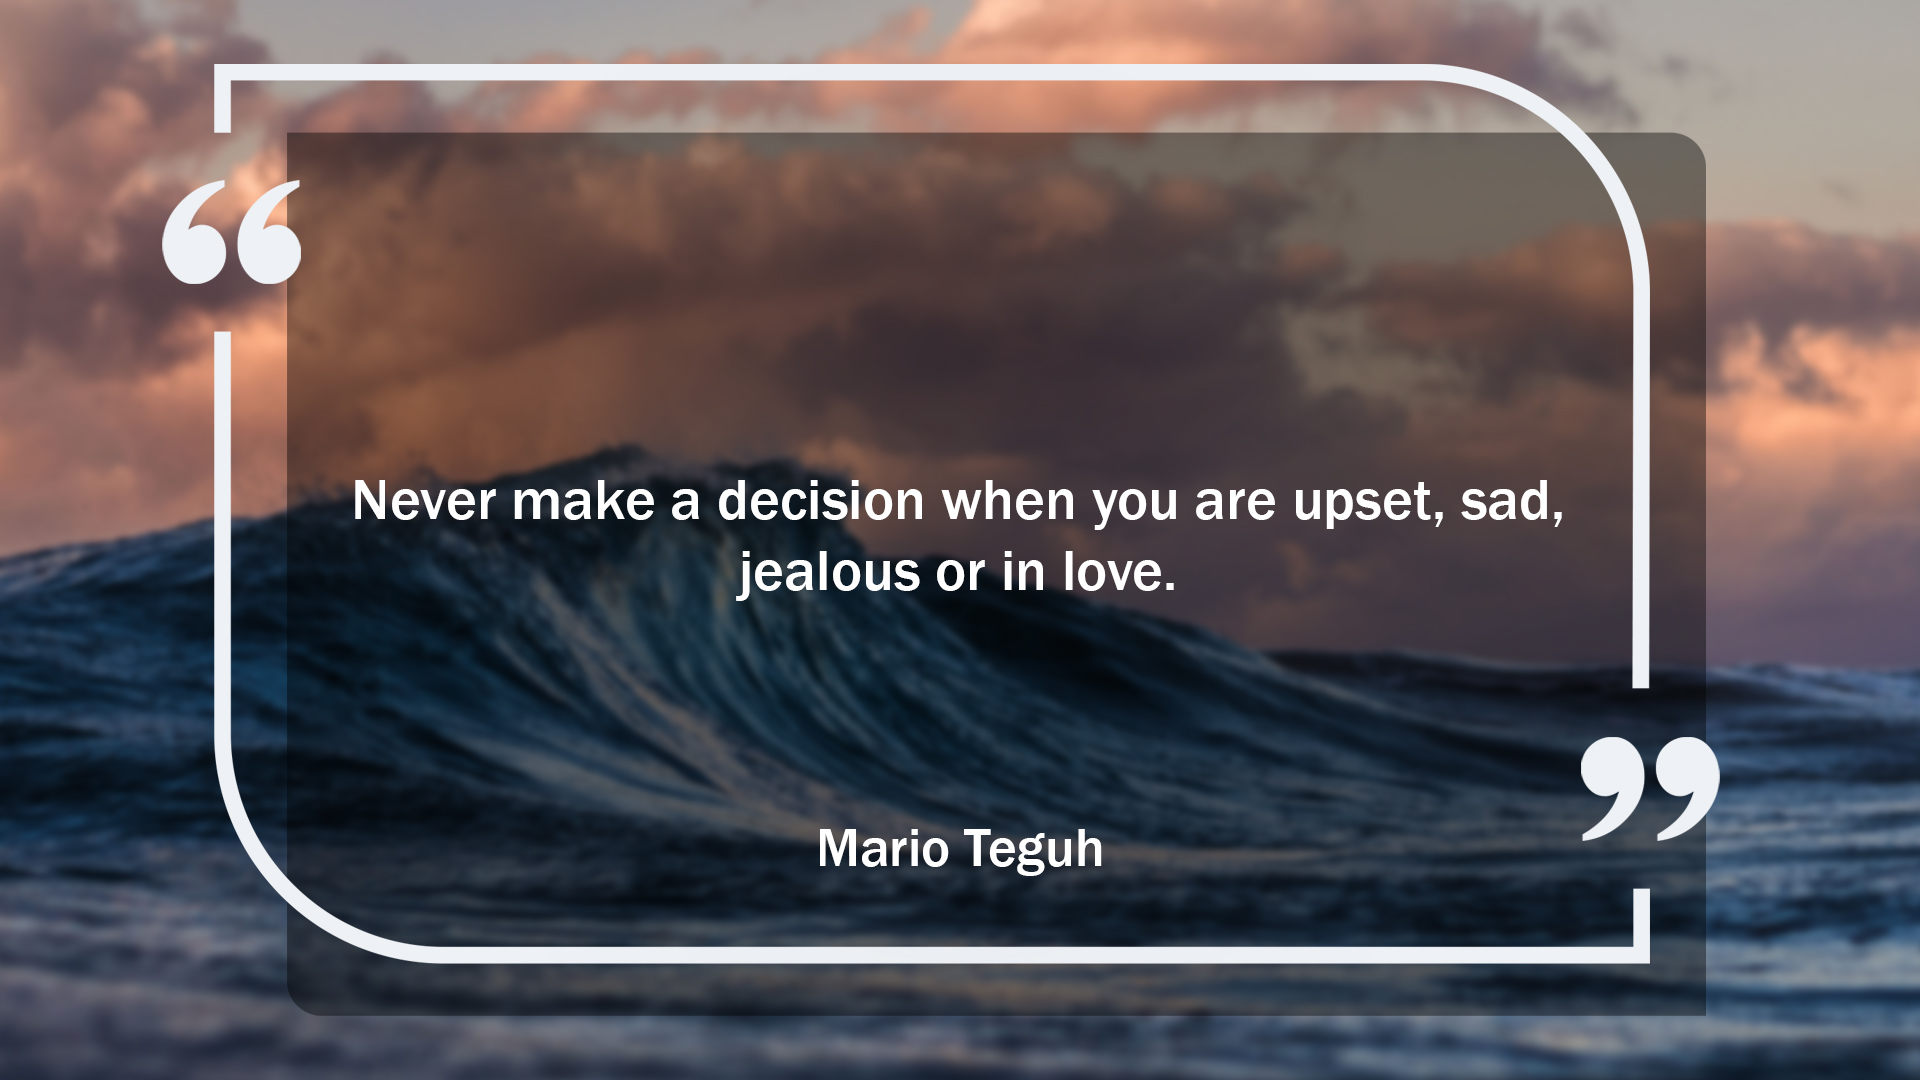 “
Never make a decision when you are upset, sad,
jealous or in love.
”
Mario Teguh